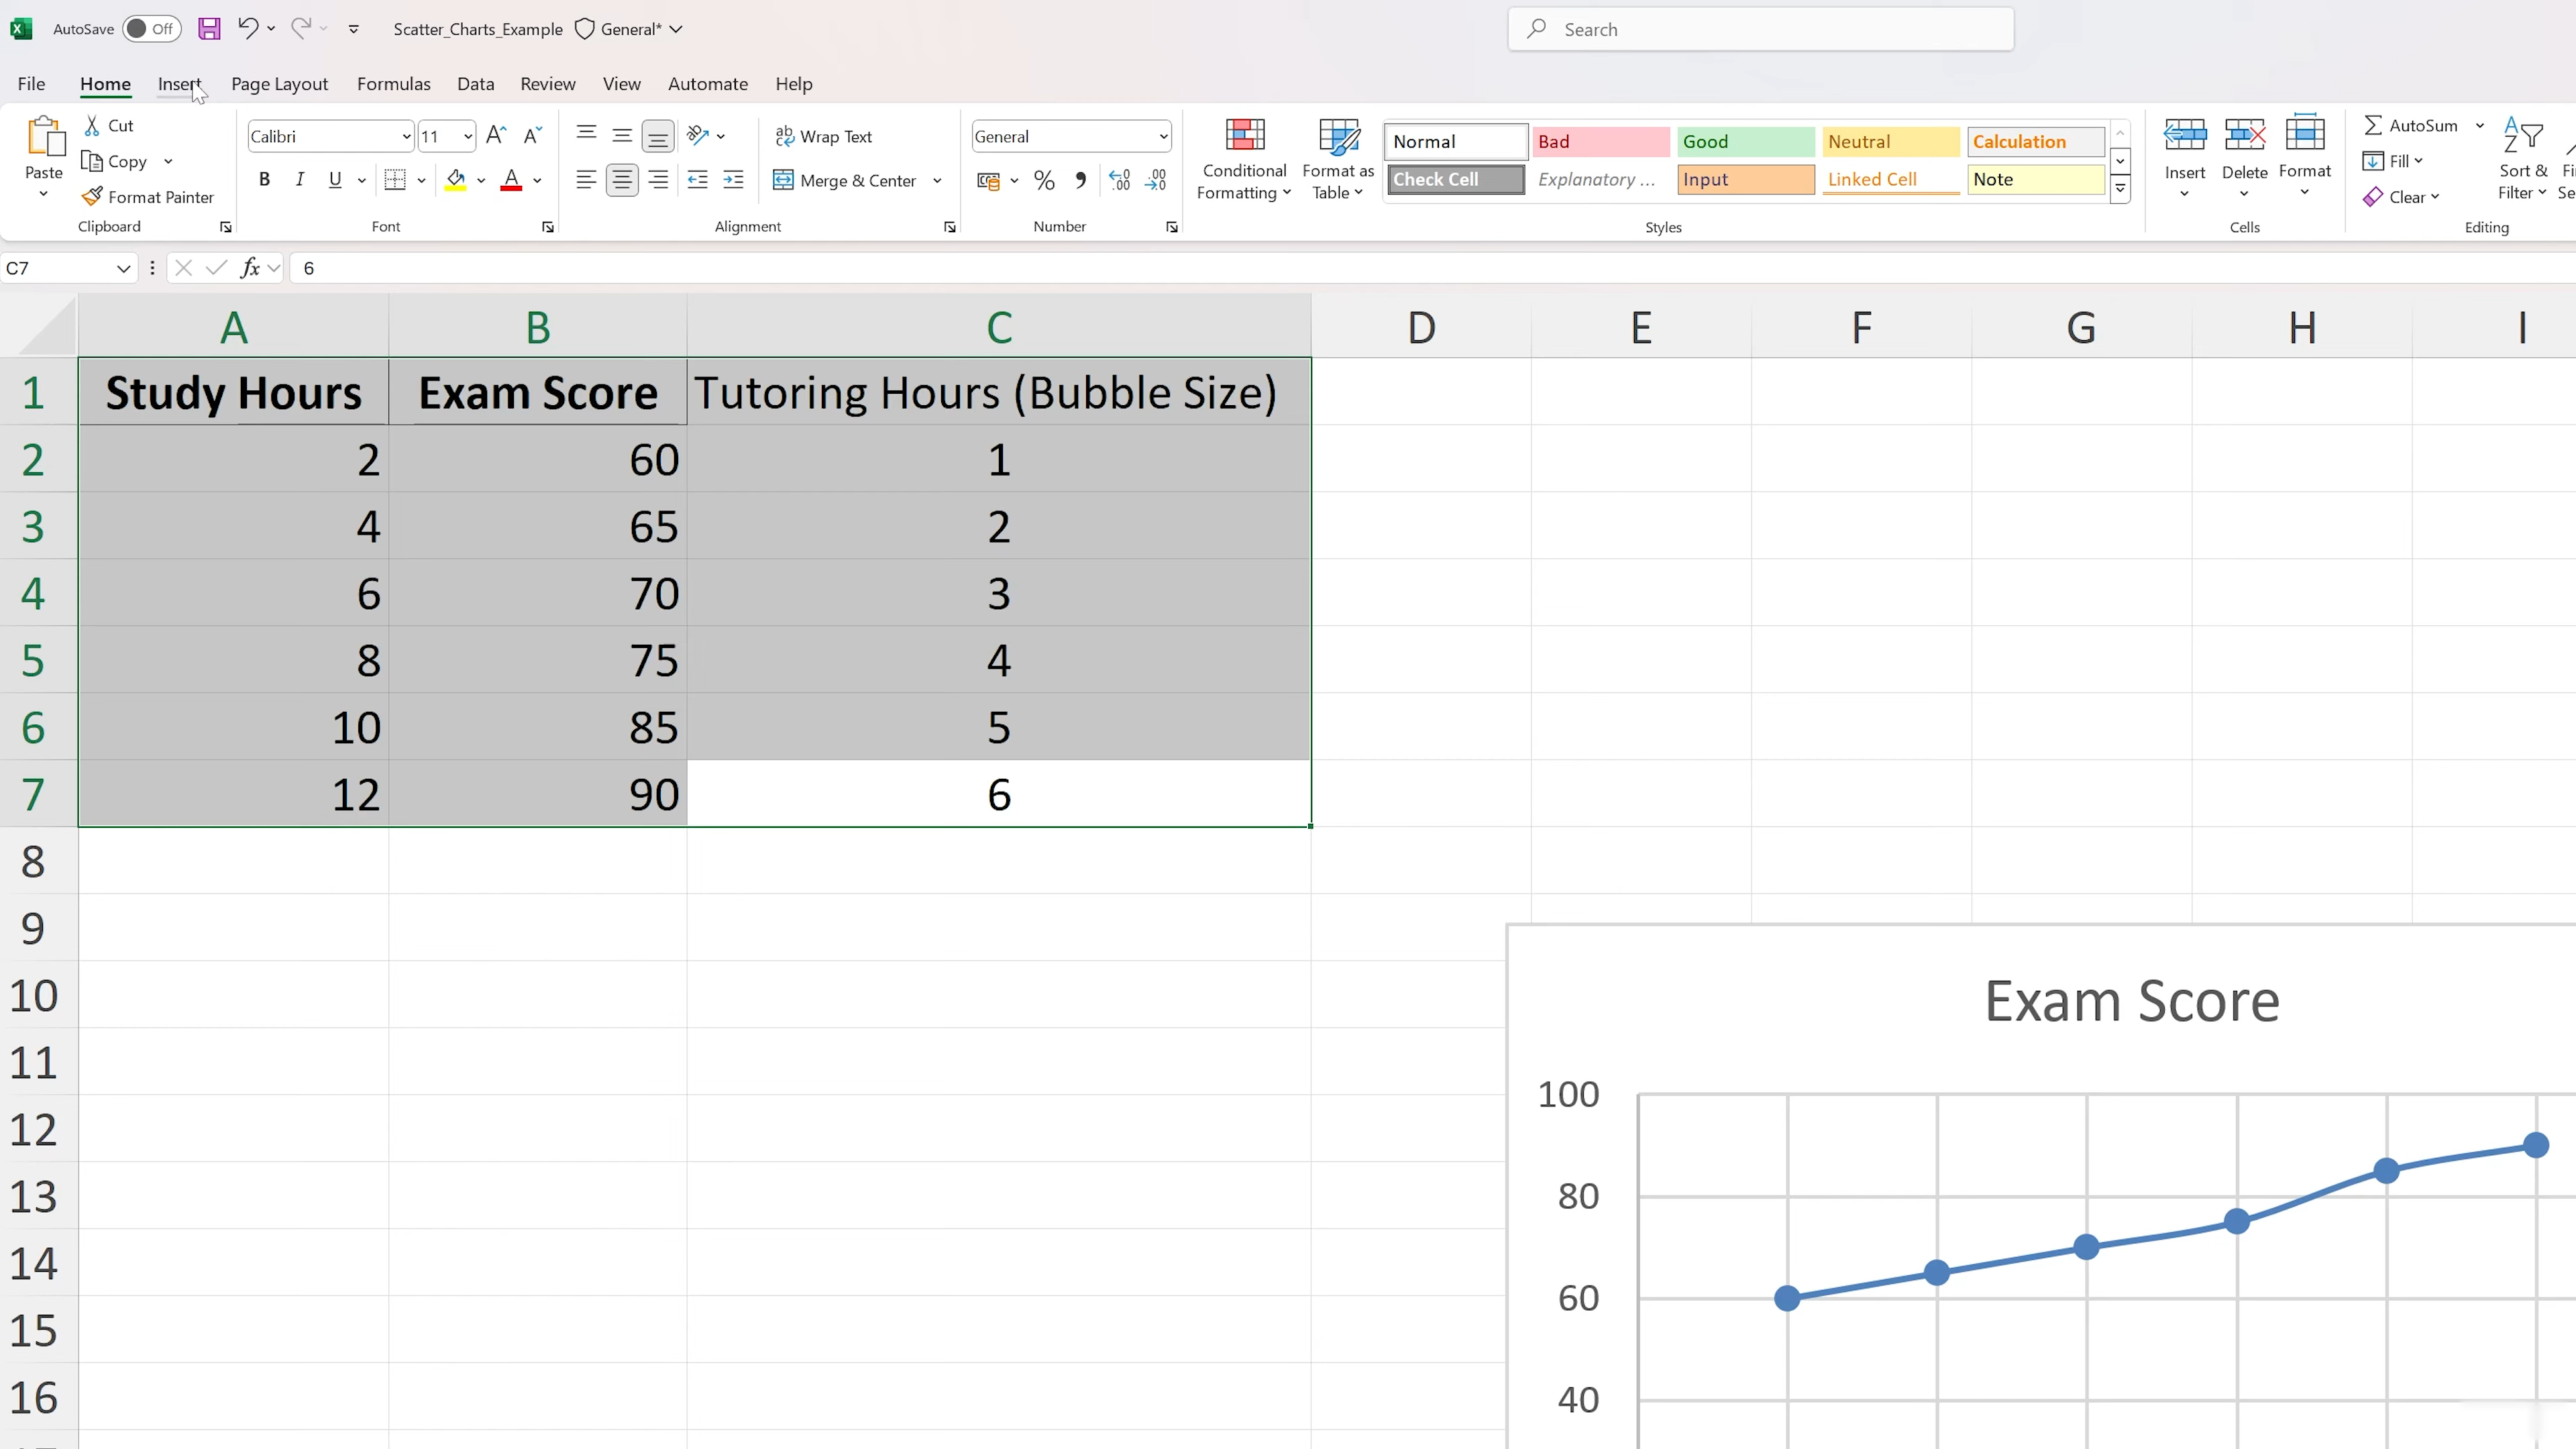 AutoSave Off Scatter_Charts_Example General* Search
File Home Insert Page Layout Formulas Data Review View Automate Help
Paste Cut Copy Format Painter
Clipboard
Calibri 11 A A
B I U A
Font
ab Wrap Text
Merge & Center
Alignment
General
% , .00 .00
Number
Conditional Formatting Format as Table
Normal Bad Good Neutral Calculation
Check Cell Explanatory ... Input Linked Cell Note
Styles
Insert Delete Format
Cells
AutoSum
Fill
Clear
Sort & Filter
Editing
C7 fx 6
A B C D E F G H I
1 Study Hours Exam Score Tutoring Hours (Bubble Size)
2 2 60 1
3 4 65 2
4 6 70 3
5 8 75 4
6 10 85 5
7 12 90 6
8
9
10
11
12
13
14
15
16
Exam Score
100
80
60
40